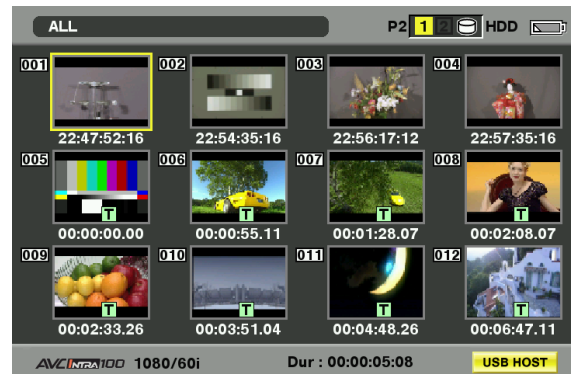 ALL P2 1 2 HDD
001 002 003 004
22:47:52:16 22:54:35:16 22:56:17:12 22:57:35:16
005 006 007 008
T T T T
00:00:00.00 00:00:55.11 00:01:28.07 00:02:08.07
009 010 011 012
T T T T
00:02:33.26 00:03:51.04 00:04:48.26 00:06:47.11
AVC INTRA 100 1080/60i Dur : 00:00:05:08 USB HOST